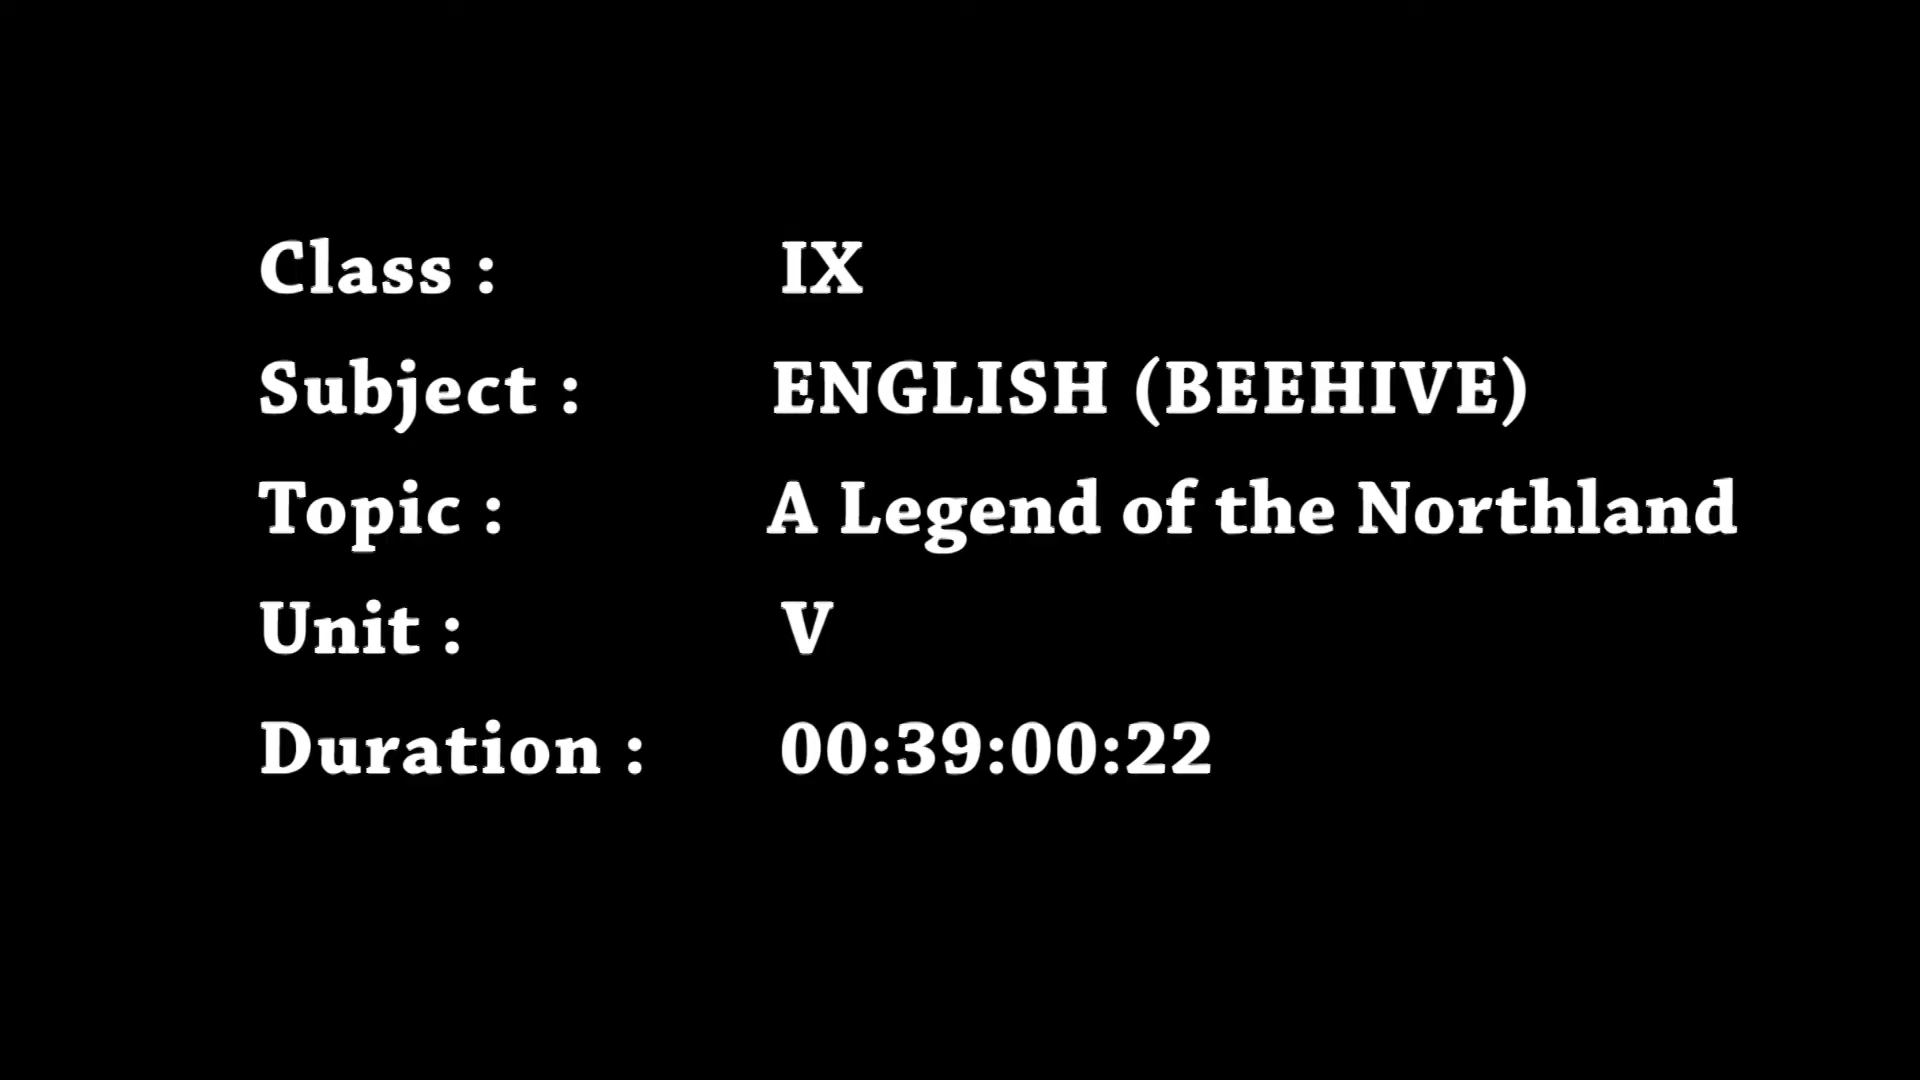 Class : IX
Subject : ENGLISH (BEEHIVE)
Topic : A Legend of the Northland
Unit : V
Duration : 00:39:00:22